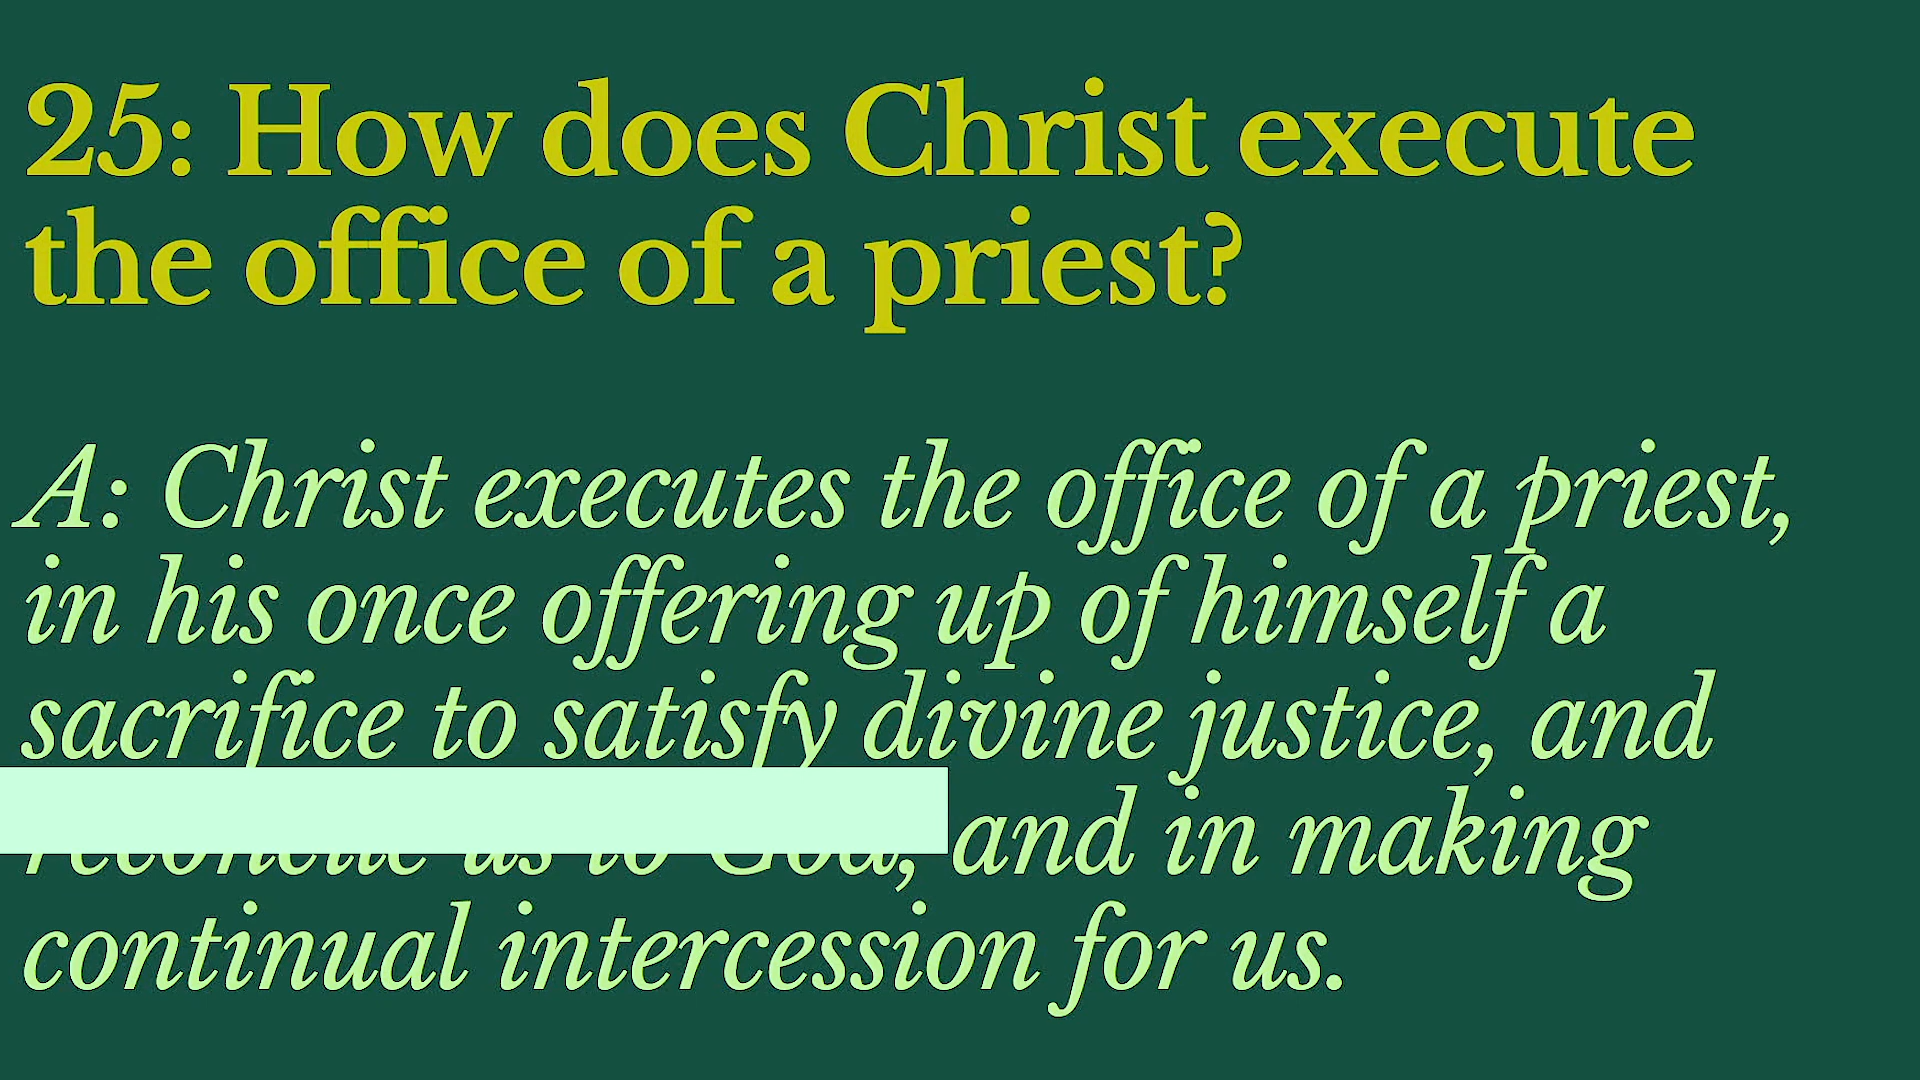 25: How does Christ execute
the office of a priest?
A: Christ executes the office of a priest,
in his once offering up of himself a
sacrifice to satisfy divine justice, and
and in making
continual intercession for us.